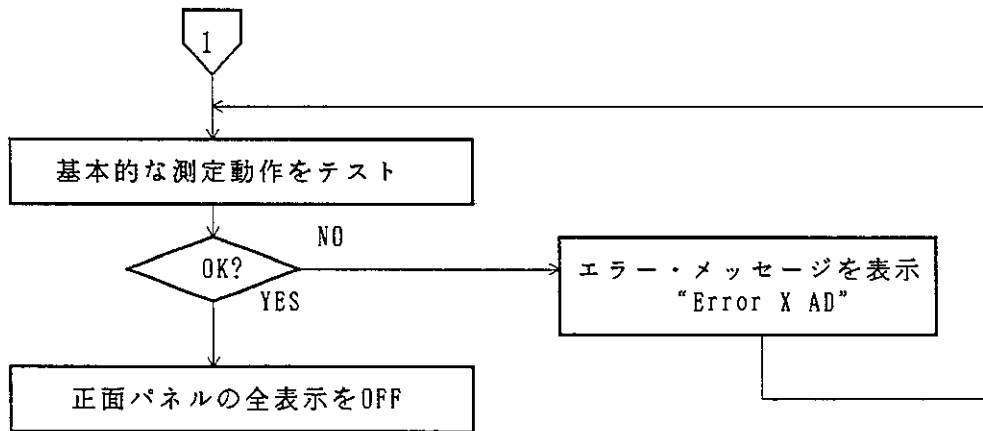 1
基本的な測定動作をテスト
NO
OK?
YES
エラー・メッセージを表示
“Error X AD”
正面パネルの全表示をOFF